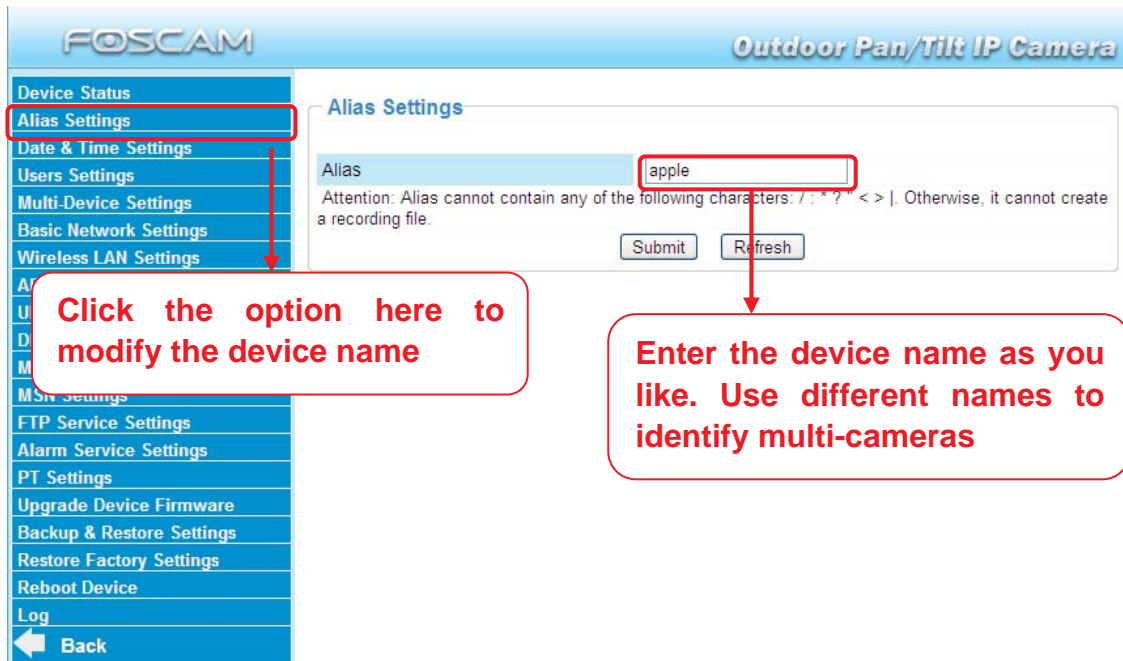 FOSCAM
Outdoor Pan/Tilt IP Camera
Device Status
Alias Settings
Date & Time Settings
Users Settings
Multi-Device Settings
Basic Network Settings
Wireless LAN Settings
MSN Settings
FTP Service Settings
Alarm Service Settings
PT Settings
Upgrade Device Firmware
Backup & Restore Settings
Restore Factory Settings
Reboot Device
Log
Back
Alias Settings
Alias
apple
Attention: Alias cannot contain any of the following characters: / : * ? " < > |. Otherwise, it cannot create
a recording file.
Submit Refresh
Click the option here to
modify the device name
Enter the device name as you
like. Use different names to
identify multi-cameras